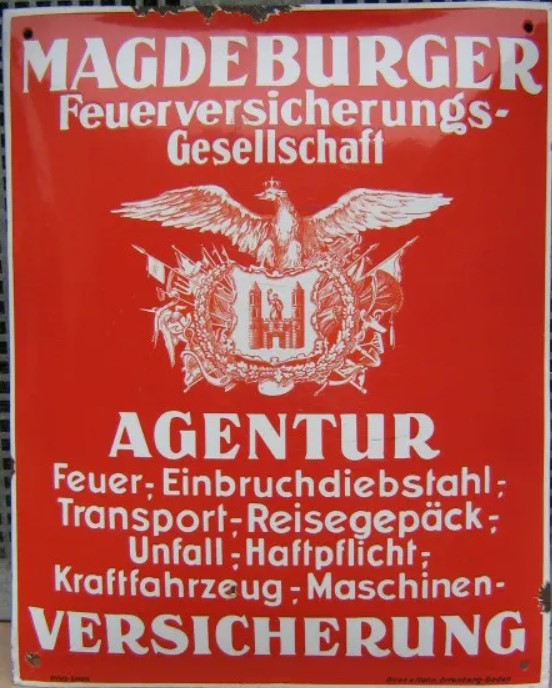 MAGDEBURGER
Feuerversicherungs-
Gesellschaft
AGENTUR
Feuer-, Einbruchdiebstahl-,
Transport-, Reisegepäck-,
Unfall-, Haftpflicht-,
Kraftfahrzeug-, Maschinen-
VERSICHERUNG